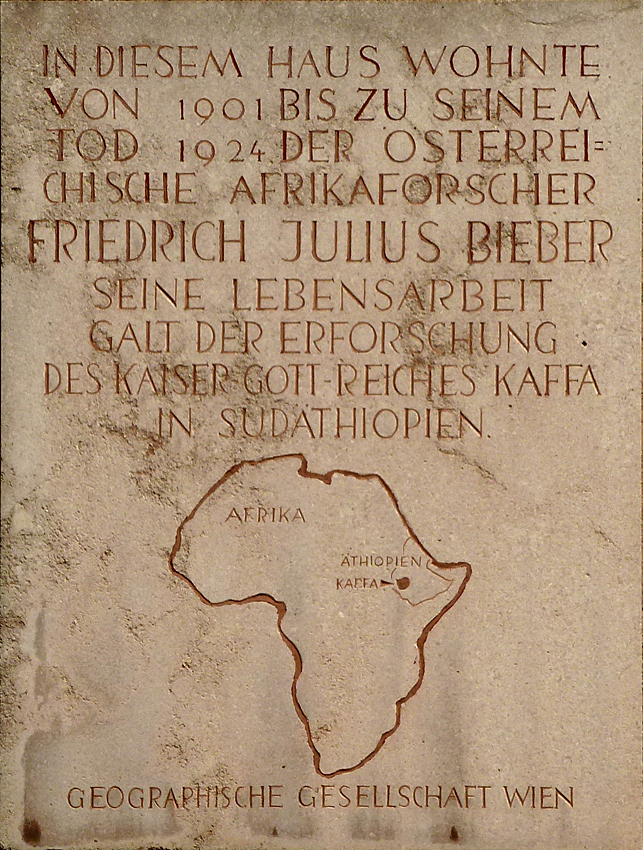 IN DIESEM HAUS WOHNTE
VON 1901 BIS ZU SEINEM
TOD 1924 DER ÖSTERREI=
CHISCHE AFRIKAFORSCHER
FRIEDRICH JULIUS BIEBER
SEINE LEBENSARBEIT
GALT DER ERFORSCHUNG
DES KAISER-GOTT-REICHES KAFFA
IN SÜDÄTHIOPIEN.
AFRIKA
ÄTHIOPIEN
KAFFA
GEOGRAPHISCHE GESELLSCHAFT WIEN